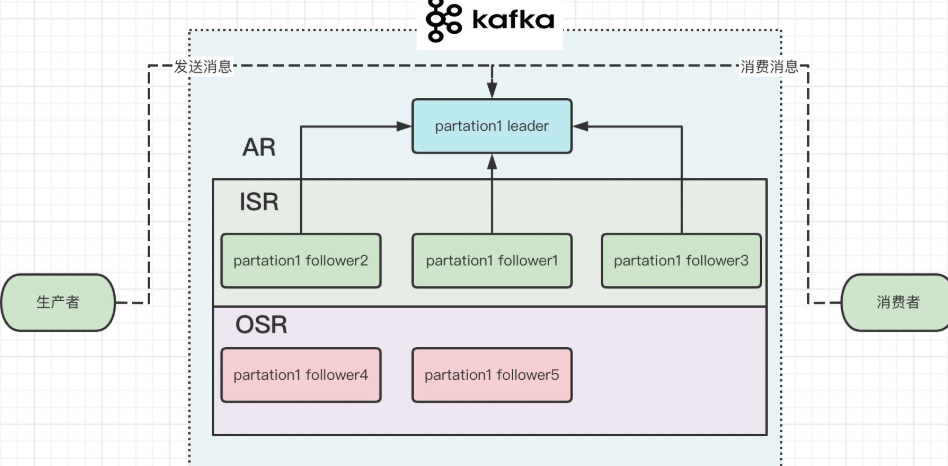 kafka
发送消息
消费消息
partation1 leader
AR
ISR
partation1 follower2
partation1 follower1
partation1 follower3
生产者
消费者
OSR
partation1 follower4
partation1 follower5